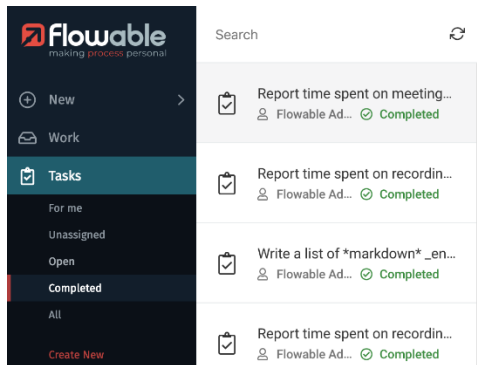 Flowable
making process personal
New
Work
Tasks
For me
Unassigned
Open
Completed
All
Create New
Search
Report time spent on meeting...
Flowable Ad... Completed
Report time spent on recordin...
Flowable Ad... Completed
Write a list of *markdown* _en...
Flowable Ad... Completed
Report time spent on recordin...
Flowable Ad... Completed